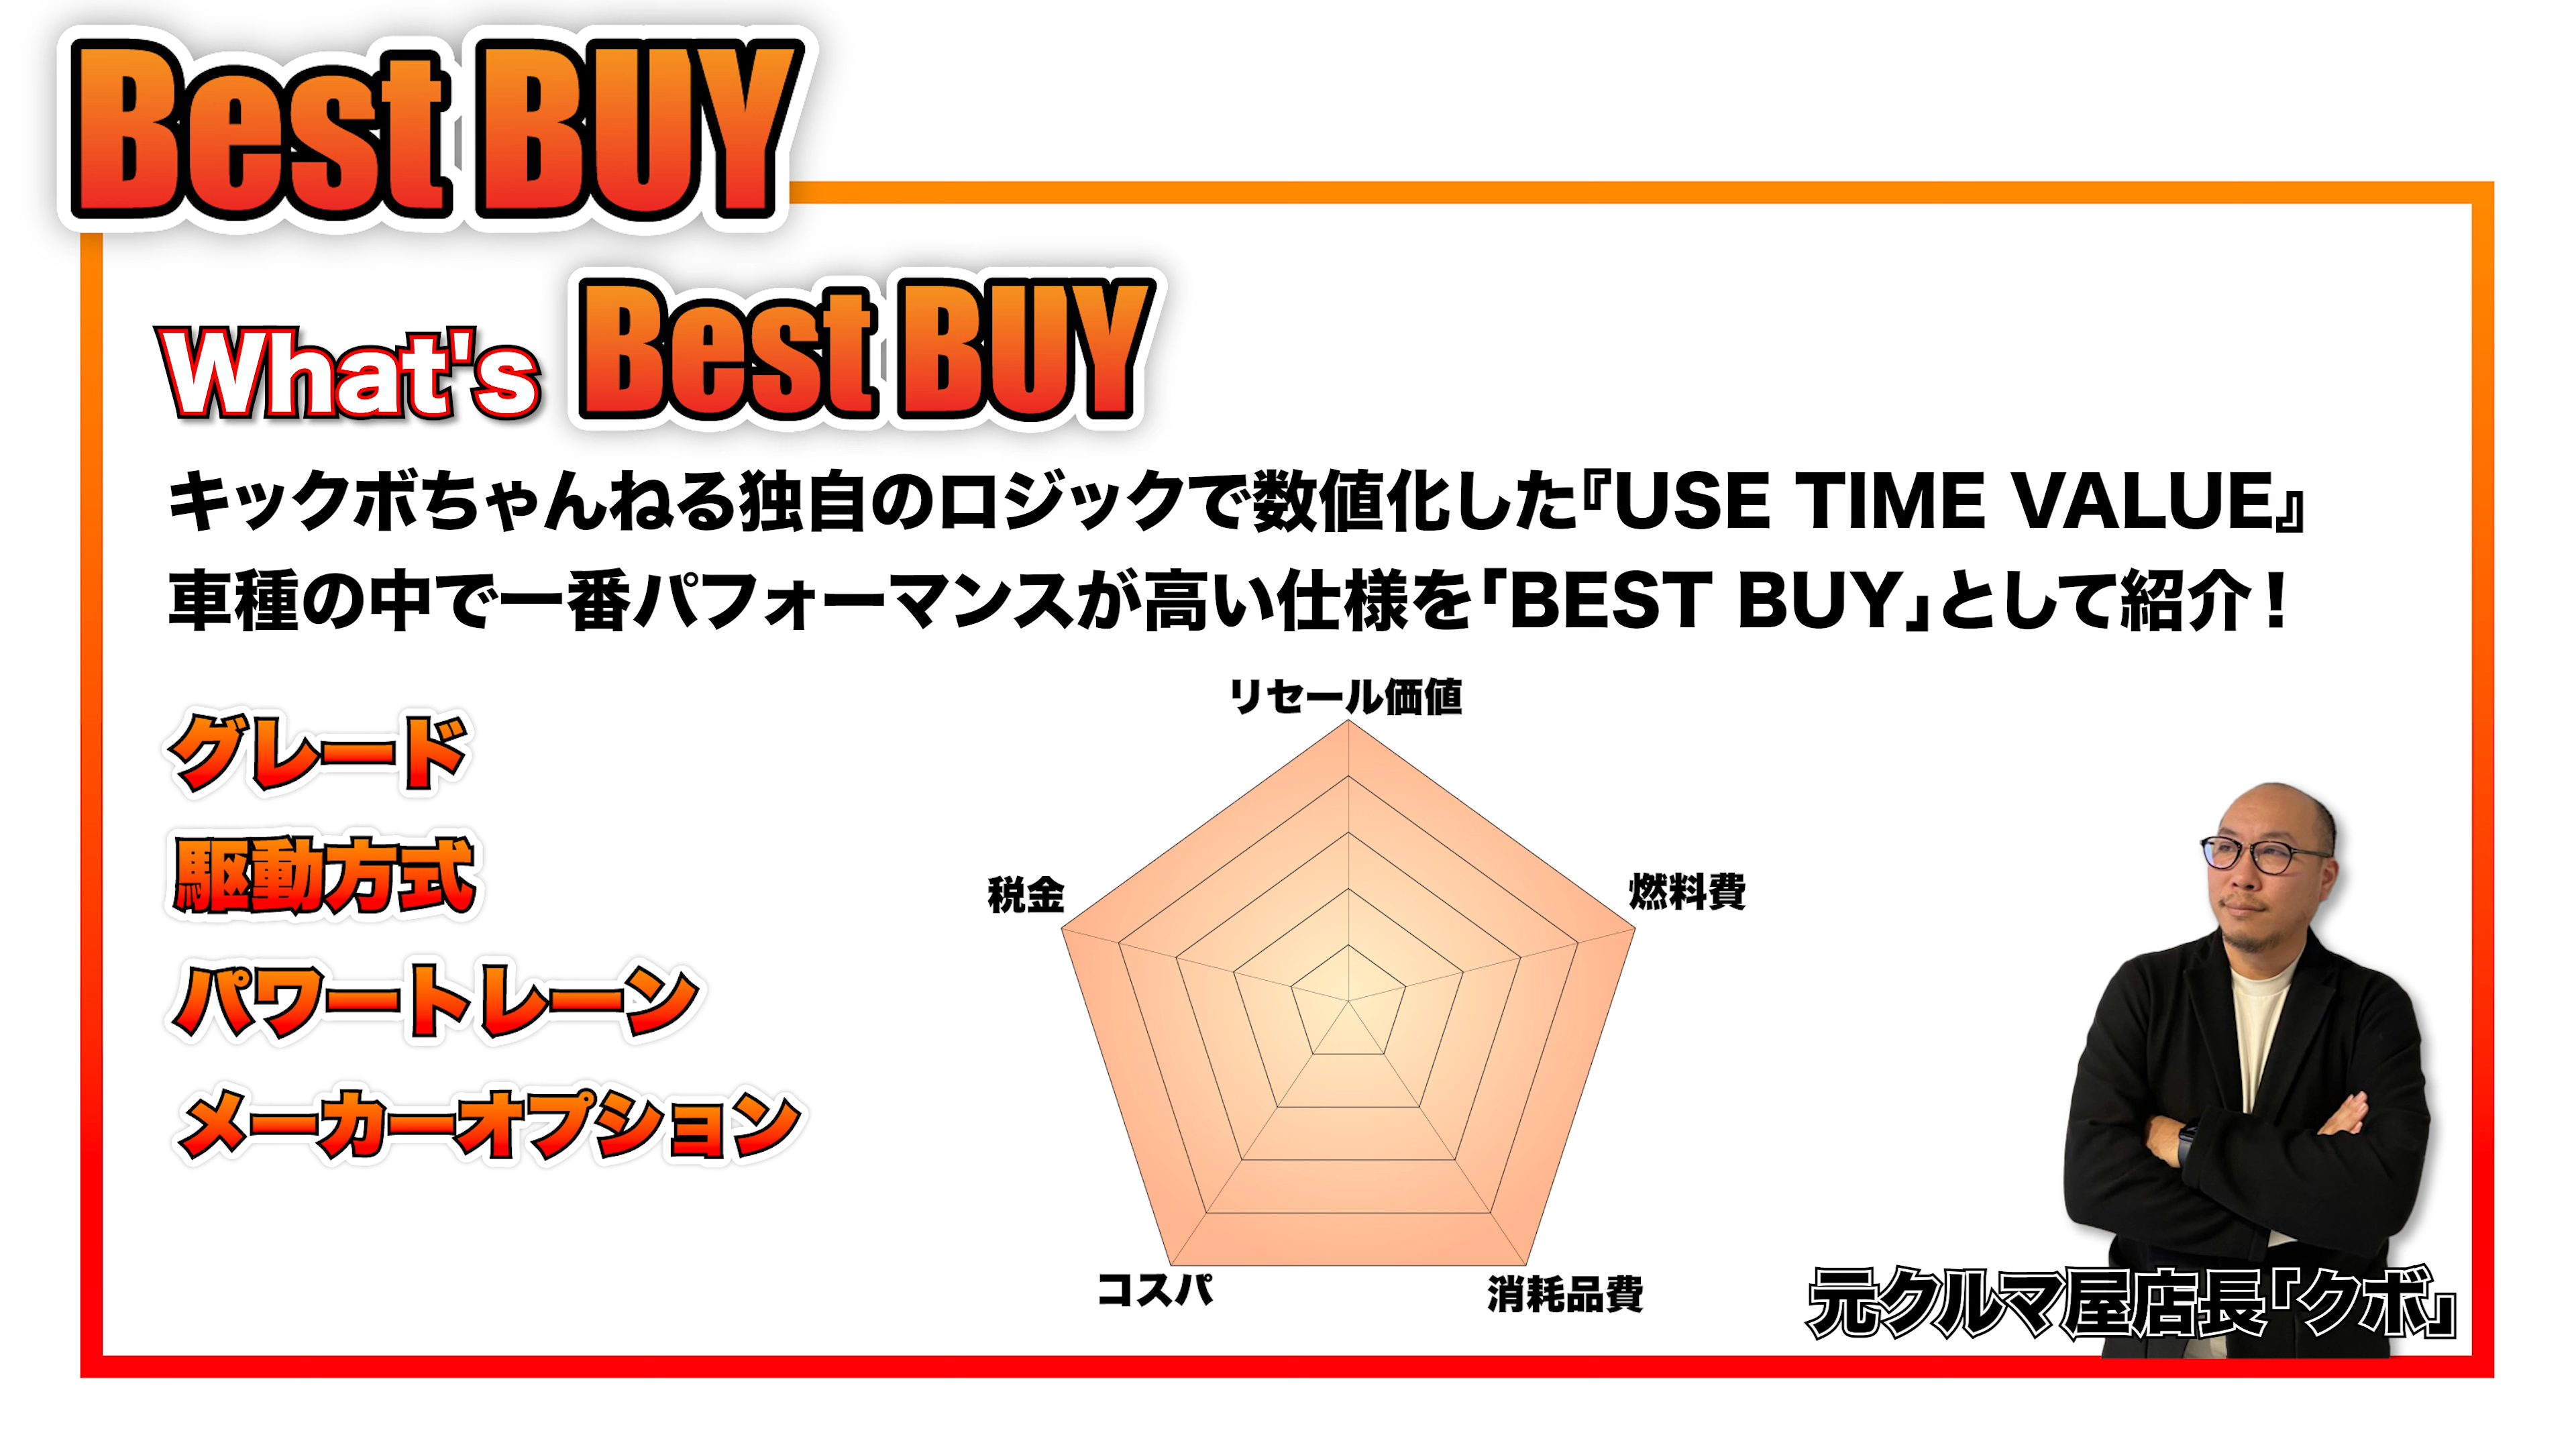 Best BUY
What's Best BUY
キックボちゃんねる独自のロジックで数値化した『USE TIME VALUE』
車種の中で一番パフォーマンスが高い仕様を「BEST BUY」として紹介！
グレード
駆動方式
パワートレーン
メーカーオプション
リセール価値
税金
燃料費
コスパ
消耗品費
元クルマ屋店長「クボ」